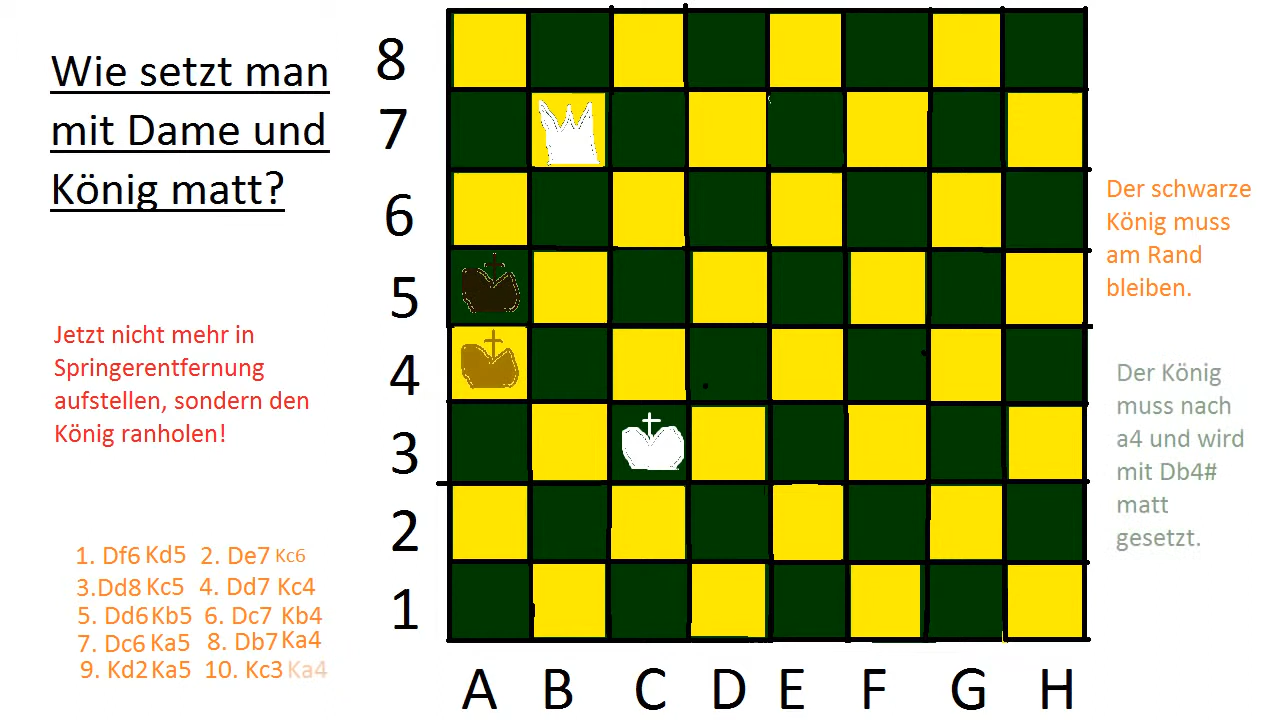 Wie setzt man
mit Dame und
König matt?
Jetzt nicht mehr in
Springerentfernung
aufstellen, sondern den
König ranholen!
1. Df6 Kd5 2. De7 Kc6
3.Dd8 Kc5 4. Dd7 Kc4
5. Dd6 Kb5 6. Dc7 Kb4
7. Dc6 Ka5 8. Db7 Ka4
9. Kd2 Ka5 10. Kc3 Ka4
8
7
6
5
4
3
2
1
A B C D E F G H
Der schwarze
König muss
am Rand
bleiben.
Der König
muss nach
a4 und wird
mit Db4#
matt
gesetzt.